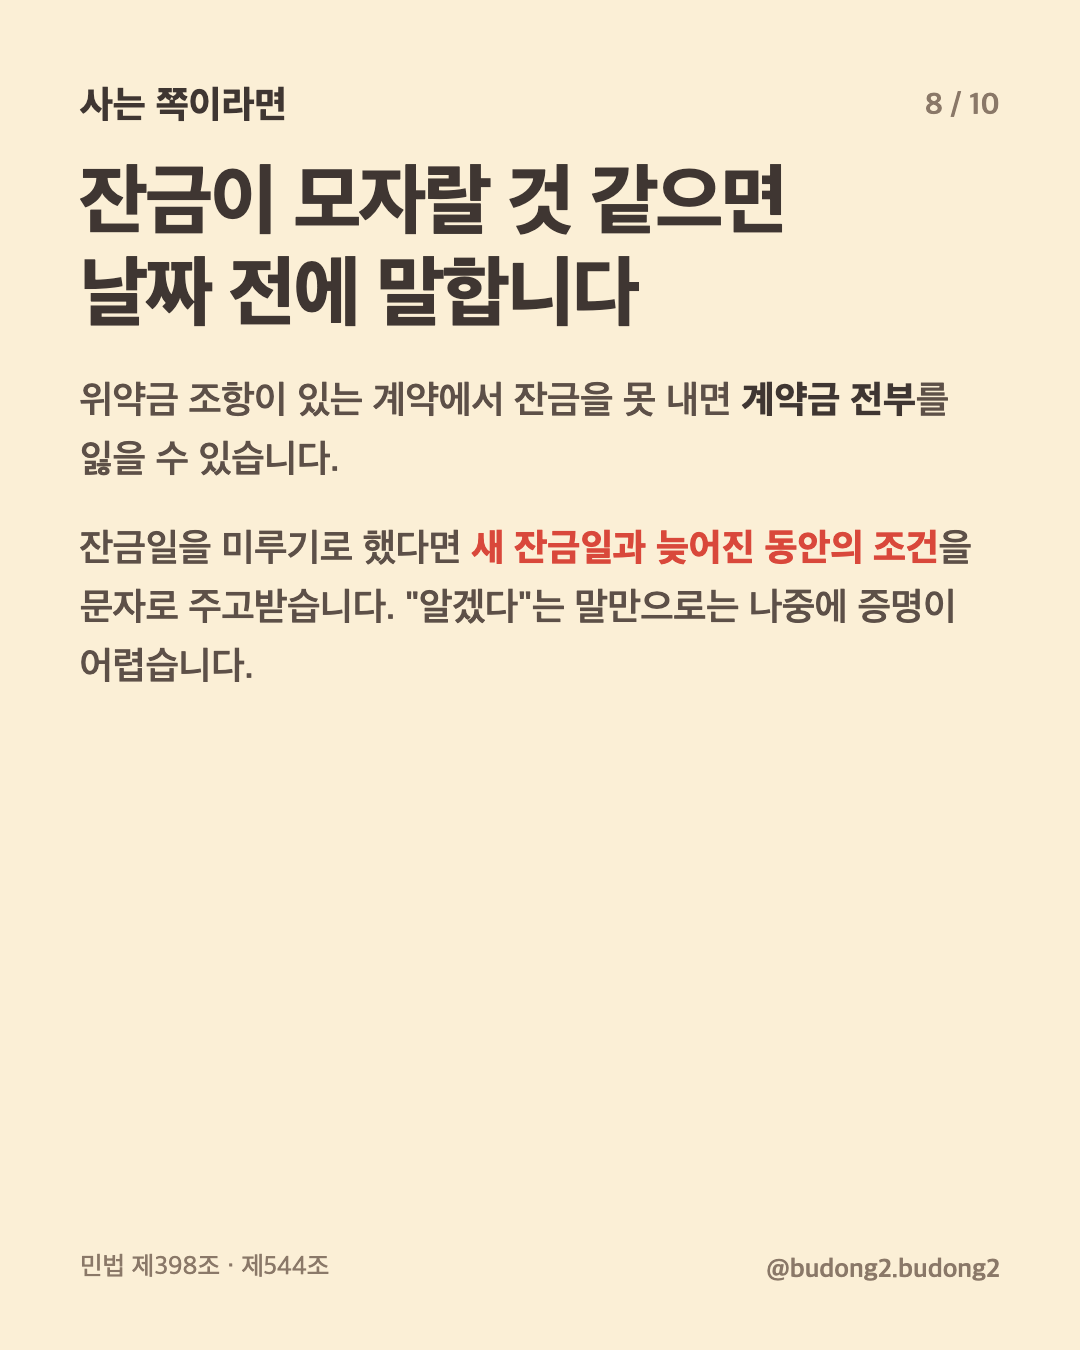 사는 쪽이라면
8 / 10
잔금이 모자랄 것 같으면
날짜 전에 말합니다
위약금 조항이 있는 계약에서 잔금을 못 내면 계약금 전부를
잃을 수 있습니다.
잔금일을 미루기로 했다면 새 잔금일과 늦어진 동안의 조건을
문자로 주고받습니다. "알겠다"는 말만으로는 나중에 증명이
어렵습니다.
민법 제398조 · 제544조
@budong2.budong2